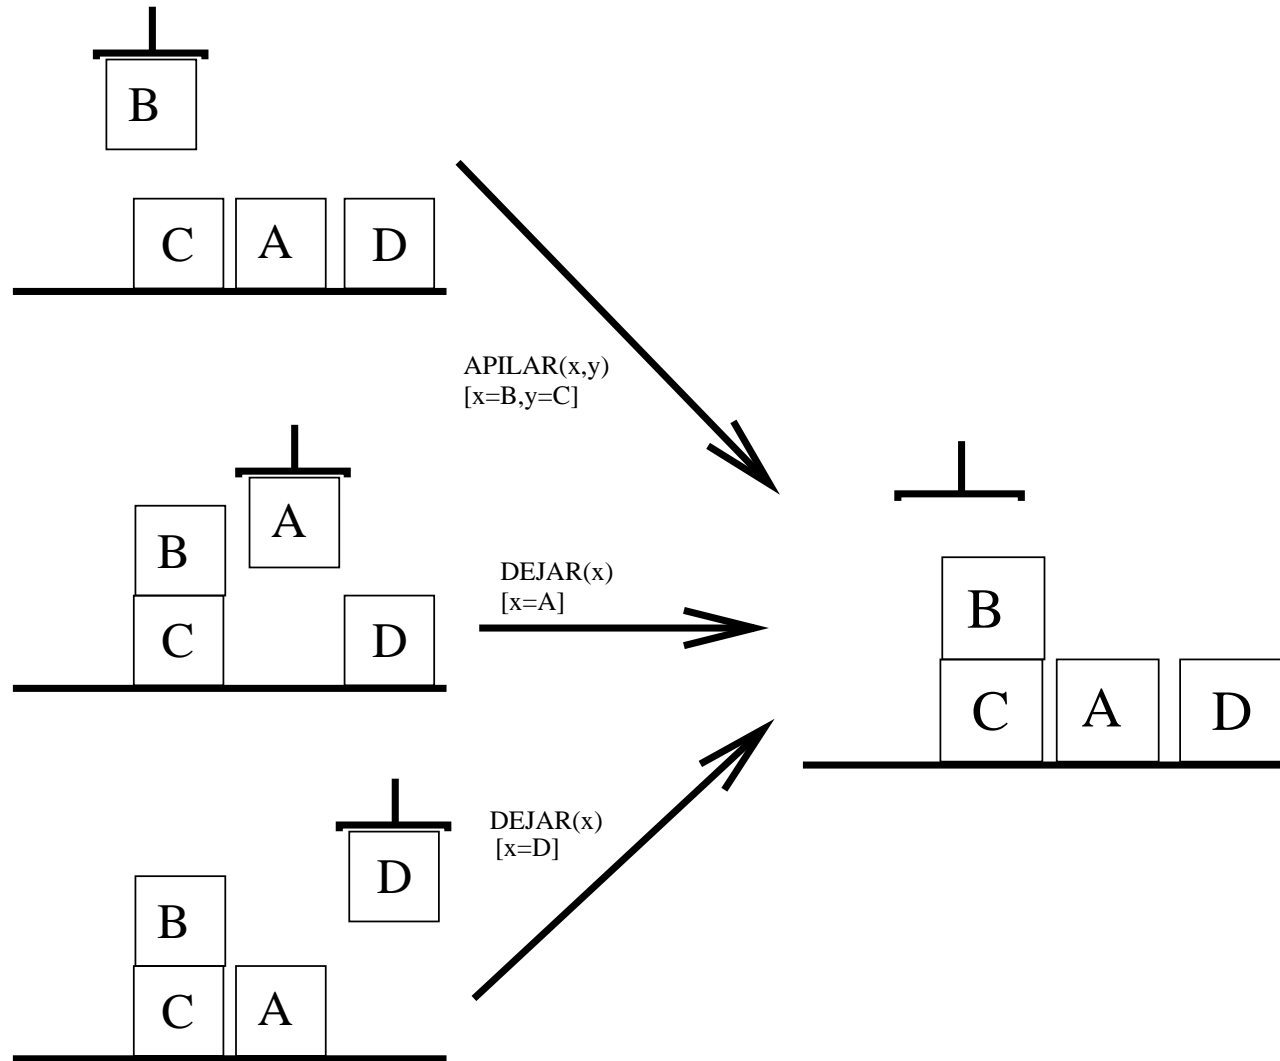 B
C A D
APILAR(x,y)
[x=B,y=C]
A
B
C D
DEJAR(x)
[x=A]
D
B
C A
DEJAR(x)
[x=D]
B
C A D